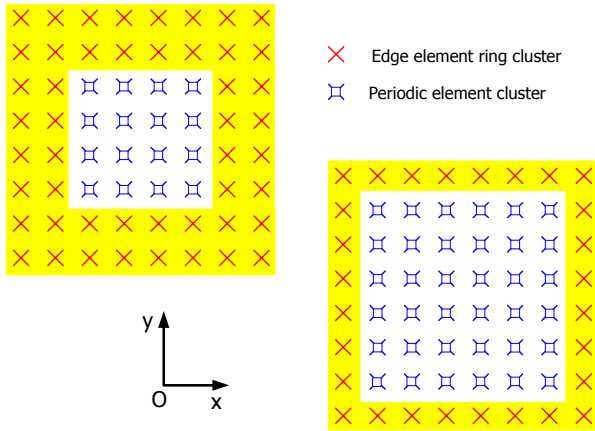 Edge element ring cluster
Periodic element cluster
y
O
x